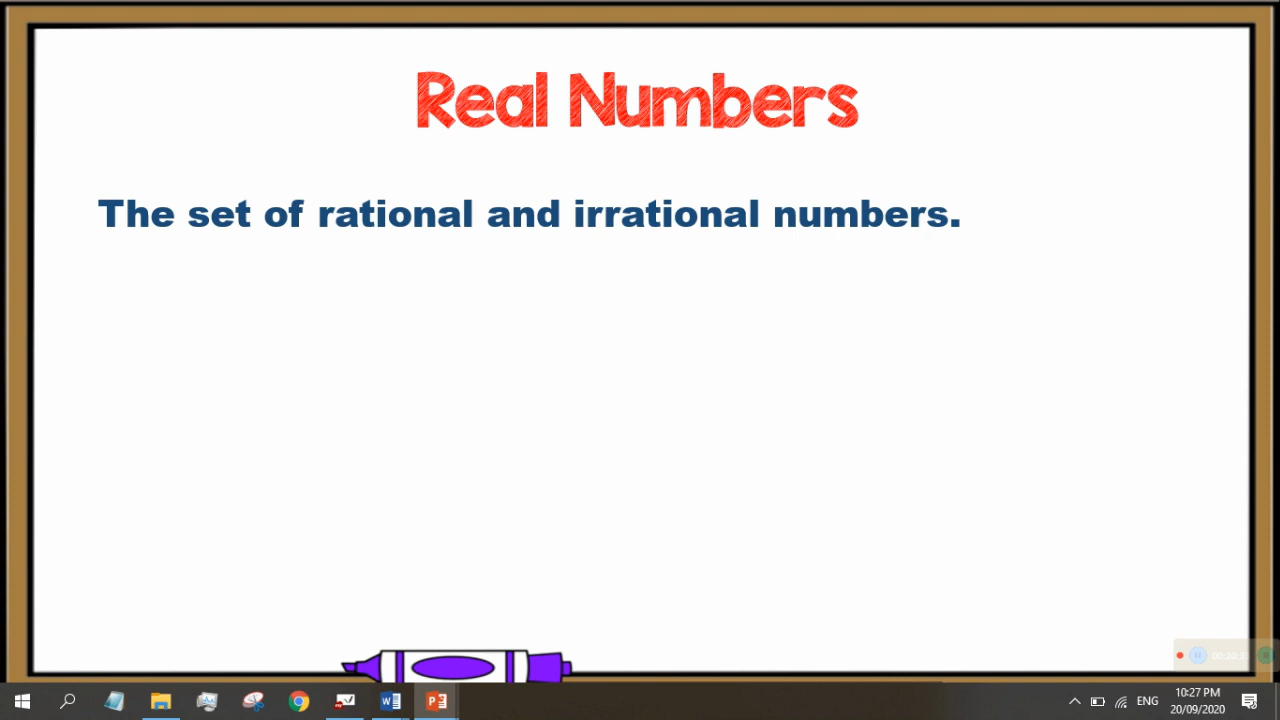 Real Numbers
The set of rational and irrational numbers.
ENG
10:27 PM
20/09/2020